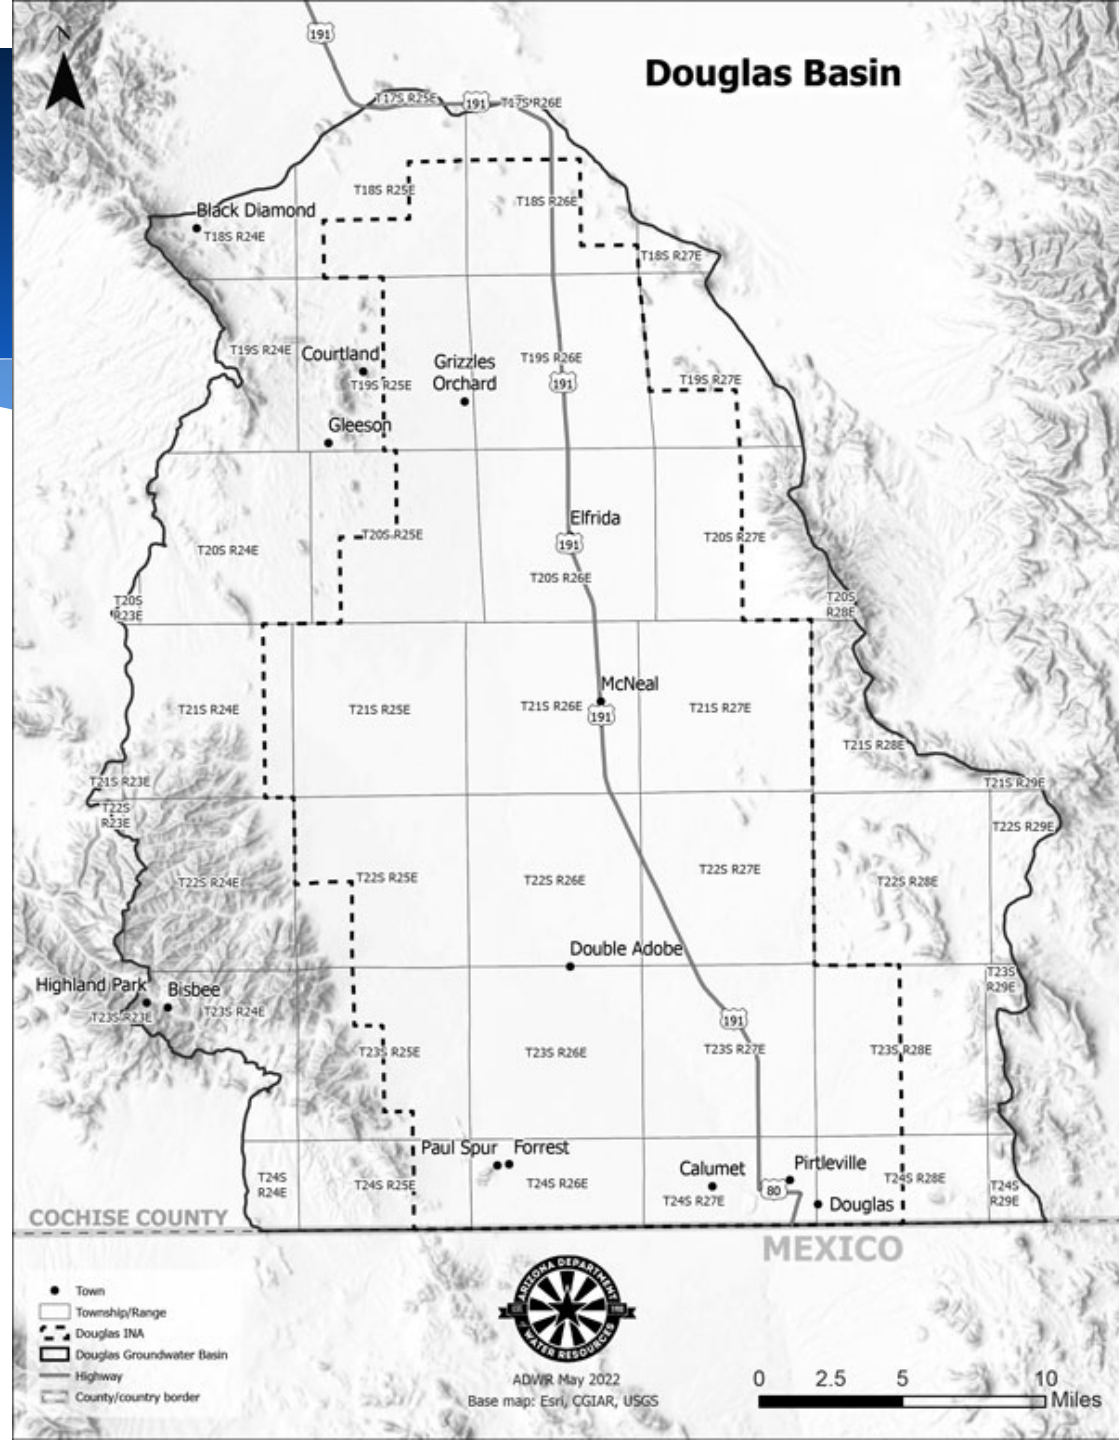 191
N
Douglas Basin
T17S R25E
191
T17S R26E
T18S R25E
T18S R26E
Black Diamond
T18S R24E
T18S R27E
T19S R24E
Courtland
T19S R25E
Grizzles
Orchard
T19S R26E
191
T19S R27E
Gleeson
Elfrida
191
T20S R24E
T20S R25E
T20S R26E
T20S R27E
T20S
R23E
T20S
R28E
McNeal
191
T21S R24E
T21S R25E
T21S R26E
T21S R27E
T21S R28E
T21S R23E
T21S R29E
T22S
R23E
T22S R29E
T22S R24E
T22S R25E
T22S R26E
T22S R27E
T22S R28E
Double Adobe
Highland Park
Bisbee
T23S R23E
T23S R24E
191
T23S
R29E
T23S R25E
T23S R26E
T23S R27E
T23S R28E
Paul Spur
Forrest
Calumet
Pirtleville
T24S
R24E
T24S R25E
T24S R26E
T24S R27E
80
Douglas
T24S R28E
T24S
R29E
COCHISE COUNTY
MEXICO
Town
Township/Range
Douglas INA
Douglas Groundwater Basin
Highway
County/country border
ARIZONA DEPARTMENT
of
WATER RESOURCES
ADWR May 2022
Base map: Esri, CGIAR, USGS
0 2.5 5 10
Miles